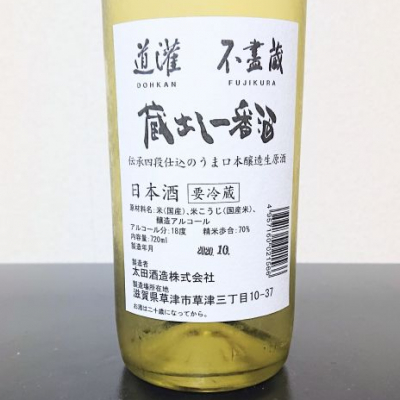 道灌 不盡蔵
DOHKAN FUJIKURA
蔵出し一番酒
伝承四段仕込のうま口本醸造生原酒
日本酒 要冷蔵
原材料名:米(国産)、米こうじ(国産米)、
醸造アルコール
アルコール分:18度 精米歩合:70%
内容量:720ml
製造年月 2020.10.
製造者
太田酒造株式会社
製造場所在地
滋賀県草津市草津三丁目10-37
お酒は二十歳になってから。